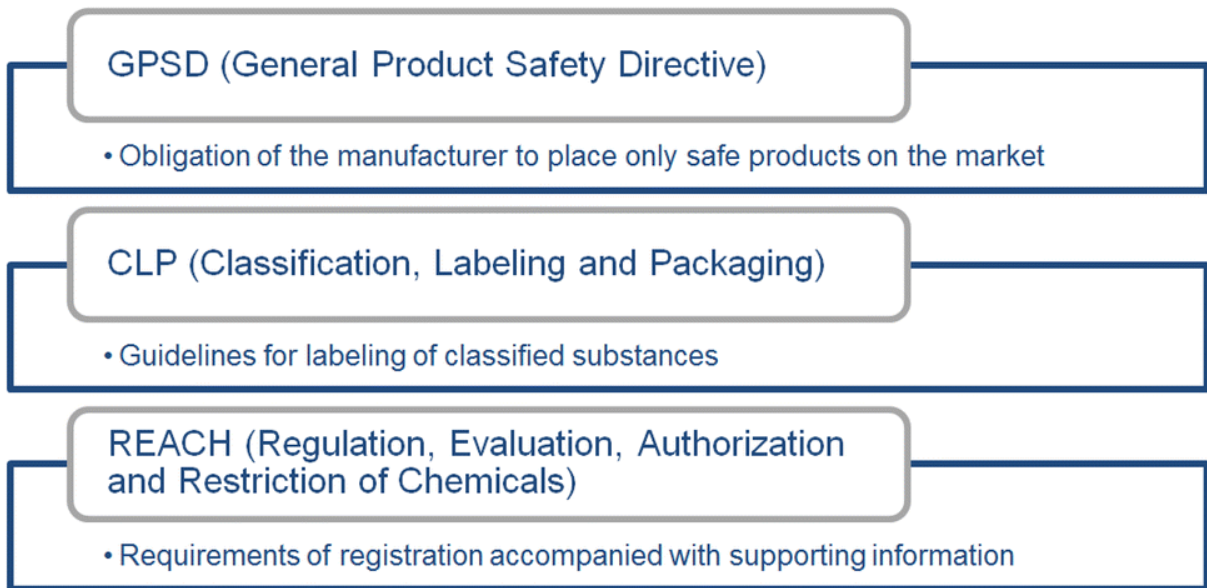 GPSD (General Product Safety Directive)
• Obligation of the manufacturer to place only safe products on the market
CLP (Classification, Labeling and Packaging)
• Guidelines for labeling of classified substances
REACH (Regulation, Evaluation, Authorization
and Restriction of Chemicals)
• Requirements of registration accompanied with supporting information